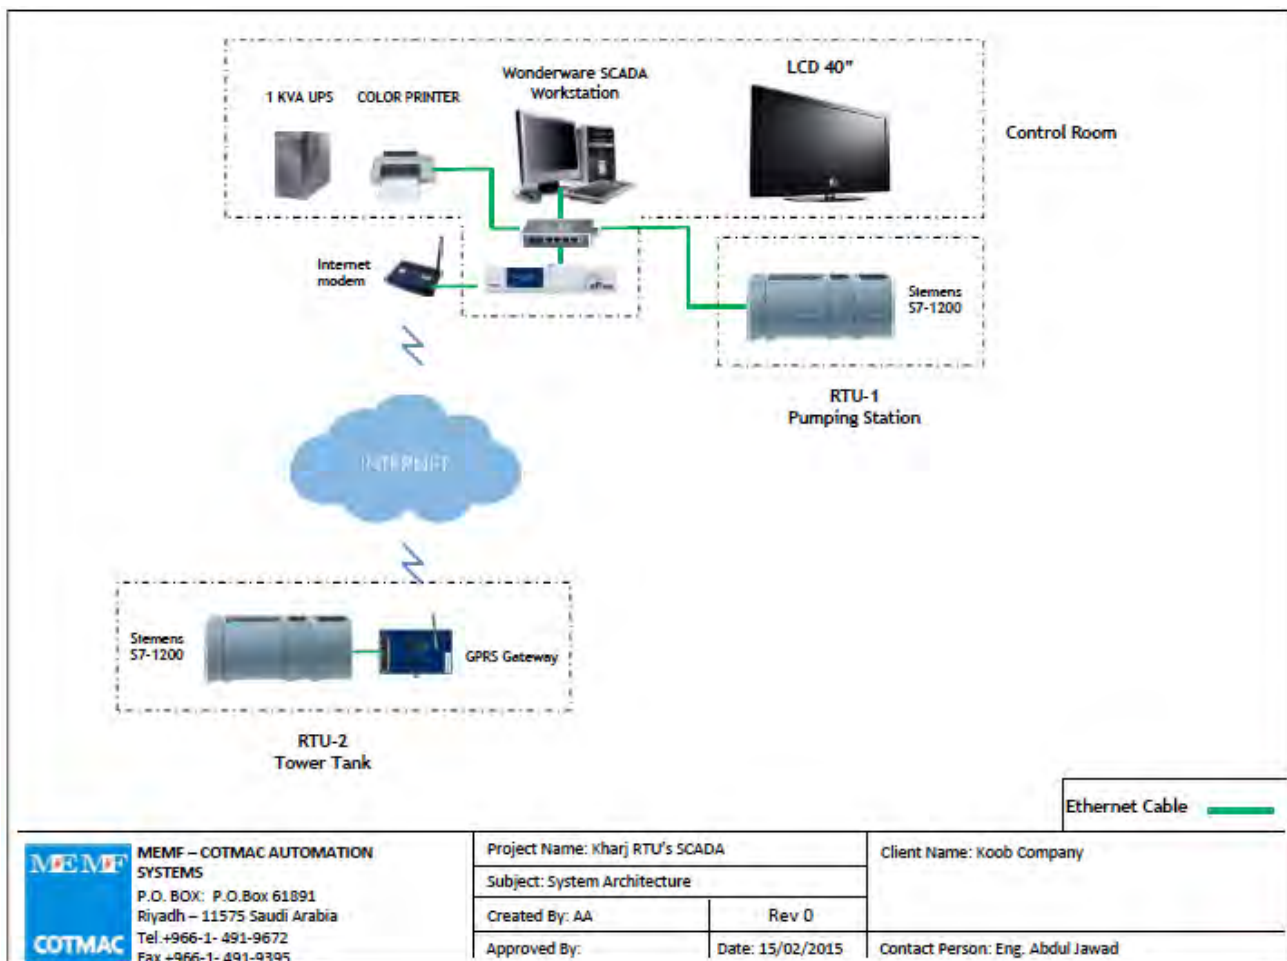 Wonderware SCADA
Workstation
LCD 40"
1 KVA UPS
COLOR PRINTER
Control Room
Internet
modem
Siemens
S7-1200
RTU-1
Pumping Station
INTERNET
Siemens
S7-1200
GPRS Gateway
RTU-2
Tower Tank
Ethernet Cable
MEMF
COTMAC
MEMF – COTMAC AUTOMATION
SYSTEMS
P.O. BOX: P.O.Box 61891
Riyadh – 11575 Saudi Arabia
Tel.+966-1- 491-9672
Fax +966-1- 491-9395
Project Name: Kharj RTU's SCADA
Subject: System Architecture
Created By: AA
Rev 0
Approved By:
Date: 15/02/2015
Client Name: Koob Company
Contact Person: Eng. Abdul Jawad